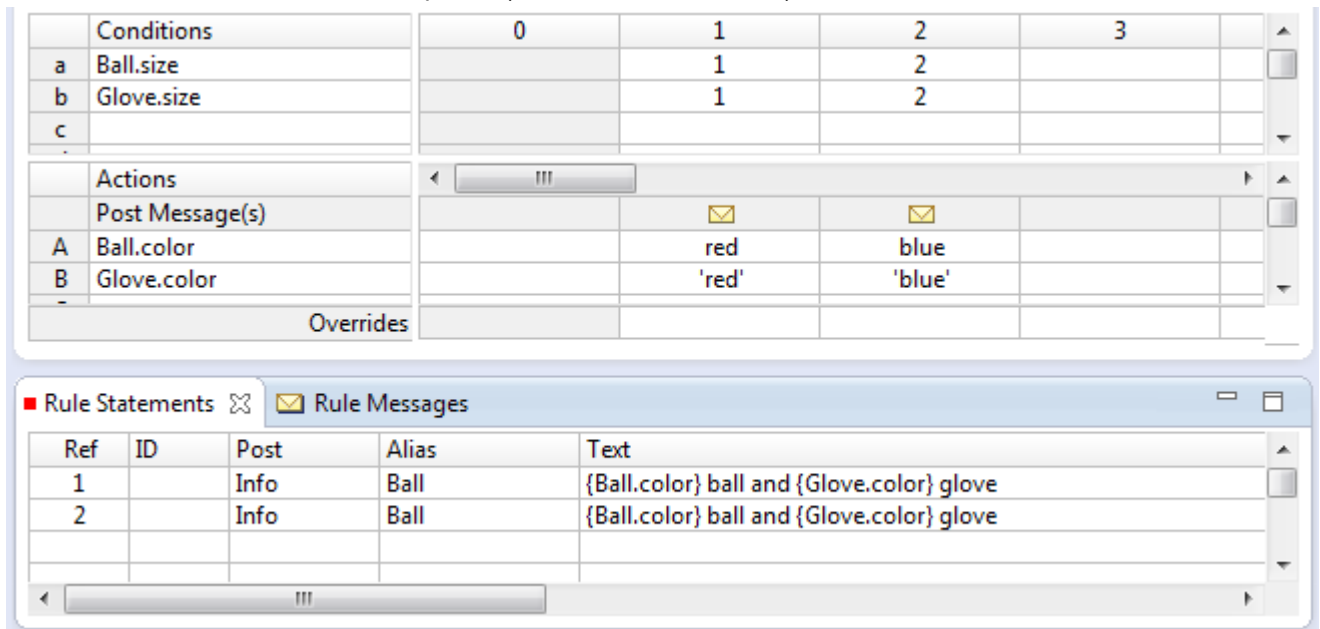 Conditions 0 1 2 3
a Ball.size 1 2
b Glove.size 1 2
c
Actions
Post Message(s)
A Ball.color red blue
B Glove.color 'red' 'blue'
Overrides
Rule Statements Rule Messages
Ref ID Post Alias Text
1 Info Ball {Ball.color} ball and {Glove.color} glove
2 Info Ball {Ball.color} ball and {Glove.color} glove